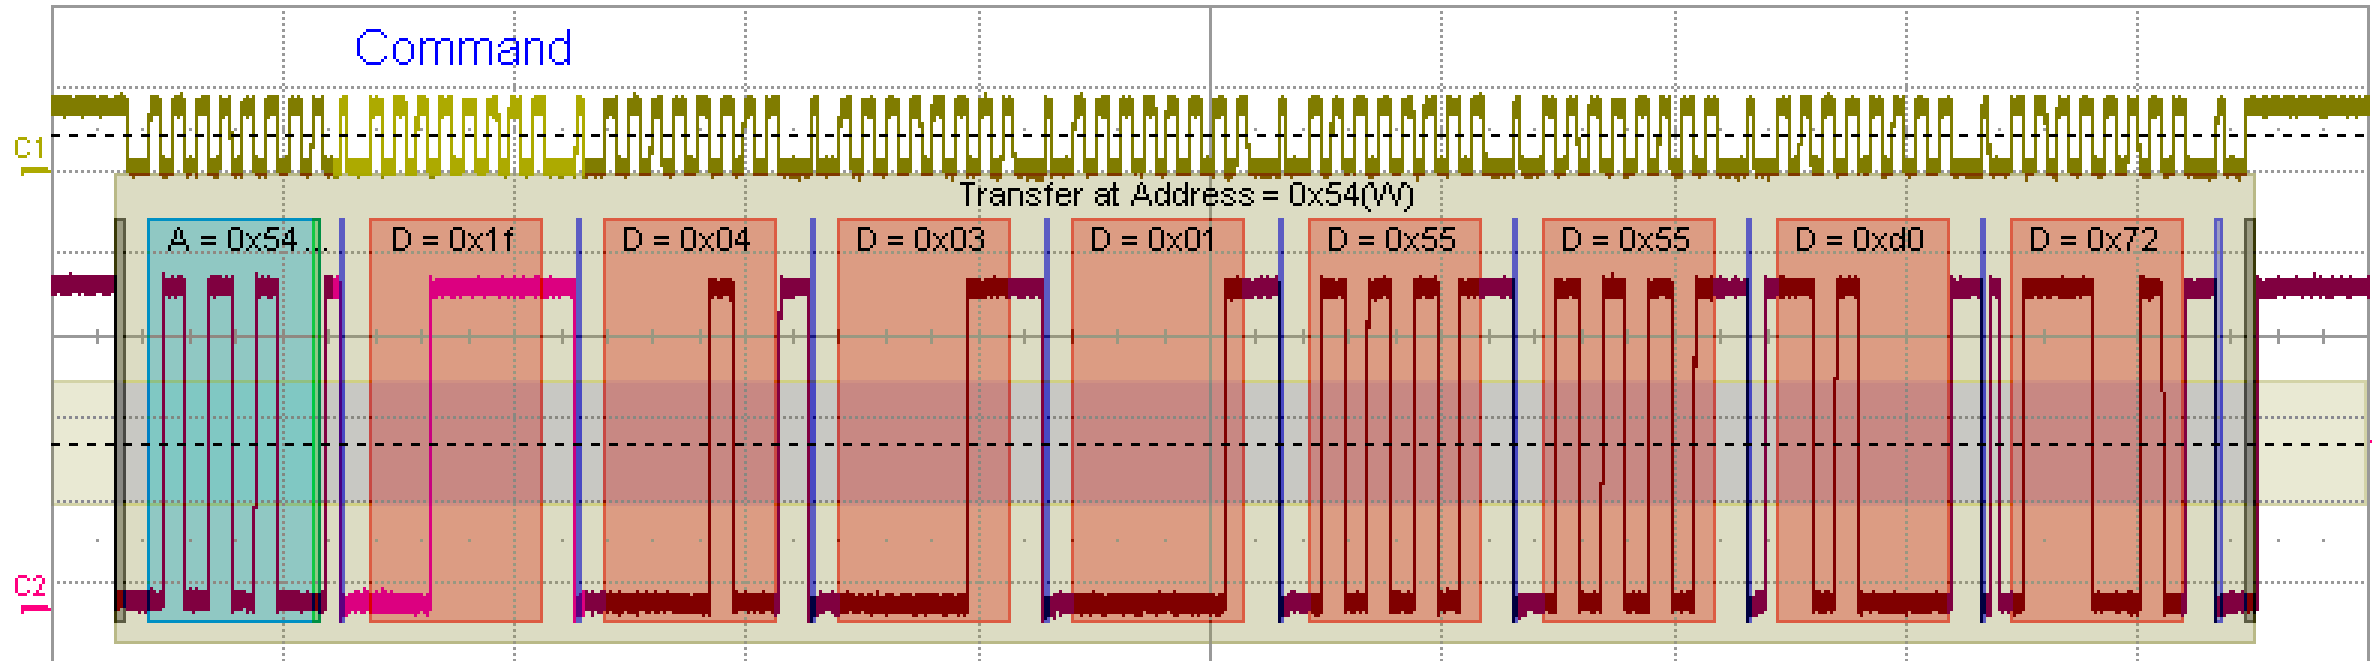 Command
C1
Transfer at Address = 0x54(W)
A = 0x54 ... D = 0x1f D = 0x04 D = 0x03 D = 0x01 D = 0x55 D = 0x55 D = 0xd0 D = 0x72
C2